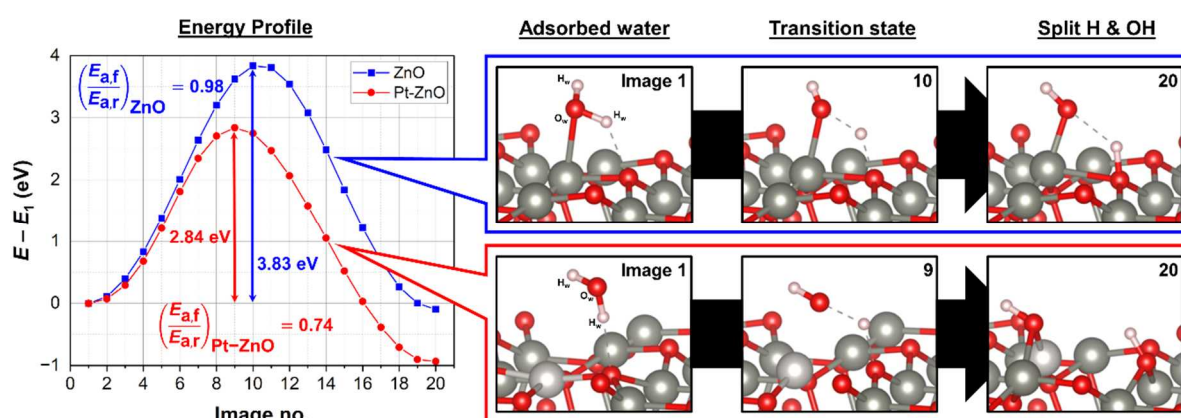 Energy Profile
Adsorbed water
Transition state
Split H & OH
E – E1 (eV)
4
3
2
1
0
−1
0 2 4 6 8 10 12 14 16 18 20
Image no
(Ea,f / Ea,r) ZnO = 0.98
ZnO
Pt-ZnO
2.84 eV
3.83 eV
(Ea,f / Ea,r) Pt–ZnO = 0.74
Image 1
Hw
Hw
Ow
10
20
Image 1
Hw
Ow
Hw
9
20